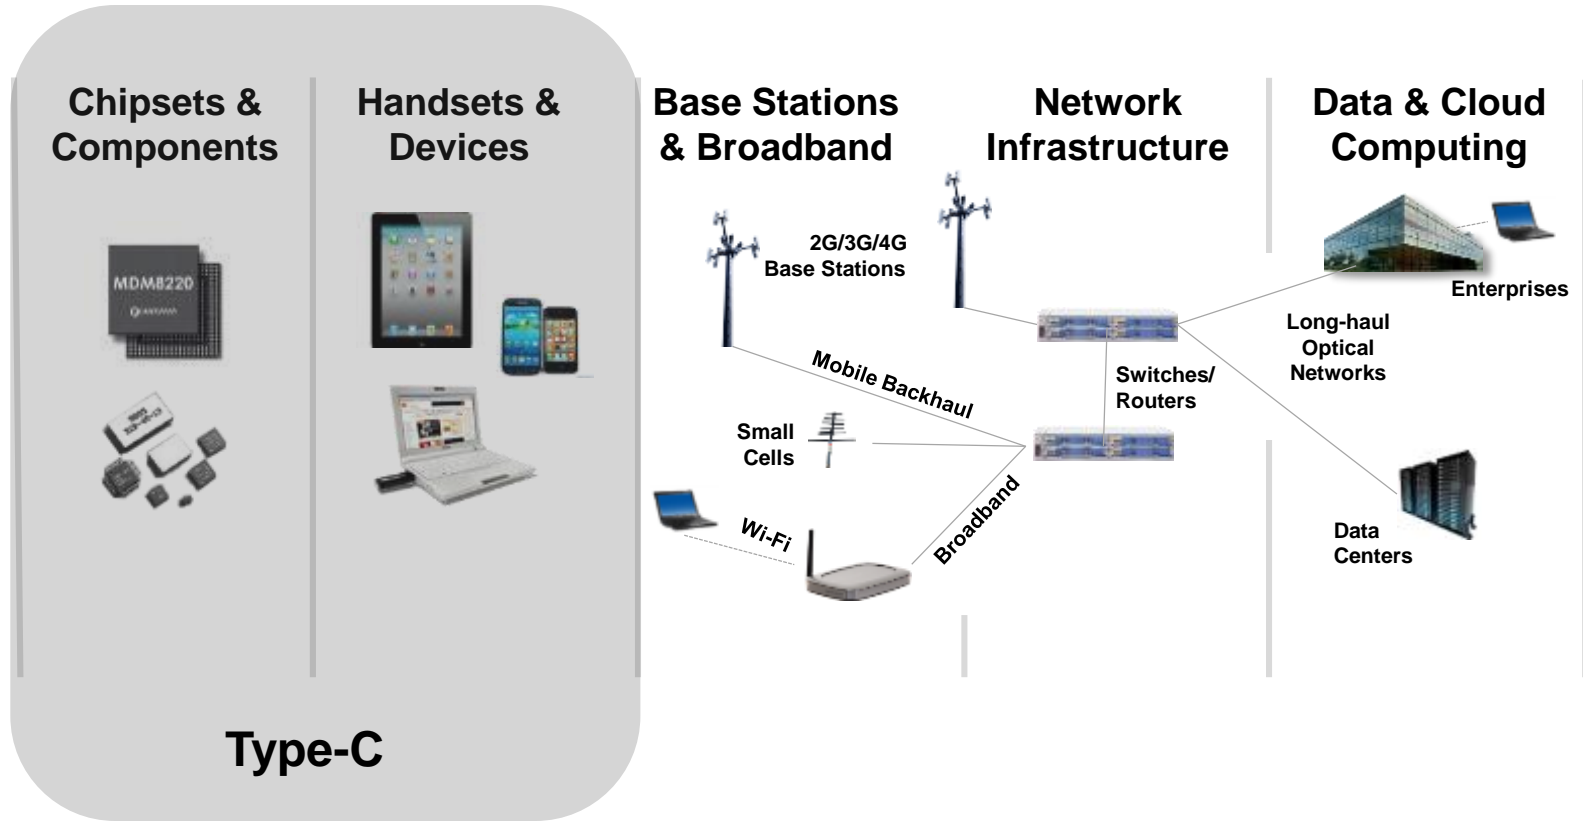 Chipsets &
Components
Handsets &
Devices
Base Stations
& Broadband
Network
Infrastructure
Data & Cloud
Computing
MDM8220
2G/3G/4G
Base Stations
Enterprises
Long-haul
Optical
Networks
Mobile Backhaul
Switches/
Routers
Small
Cells
Wi-Fi
Broadband
Data
Centers
Type-C